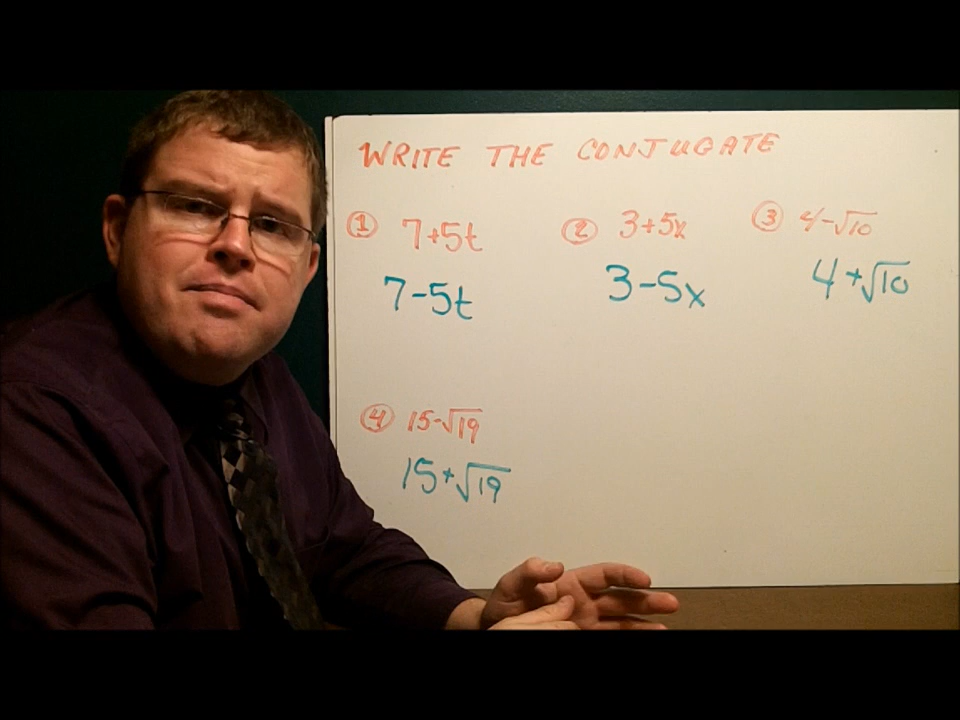 WRITE THE CONJUGATE
① 7+5t
7-5t
② 3+5x
3-5x
③ 4-√10
4+√10
④ 15-√19
15+√19